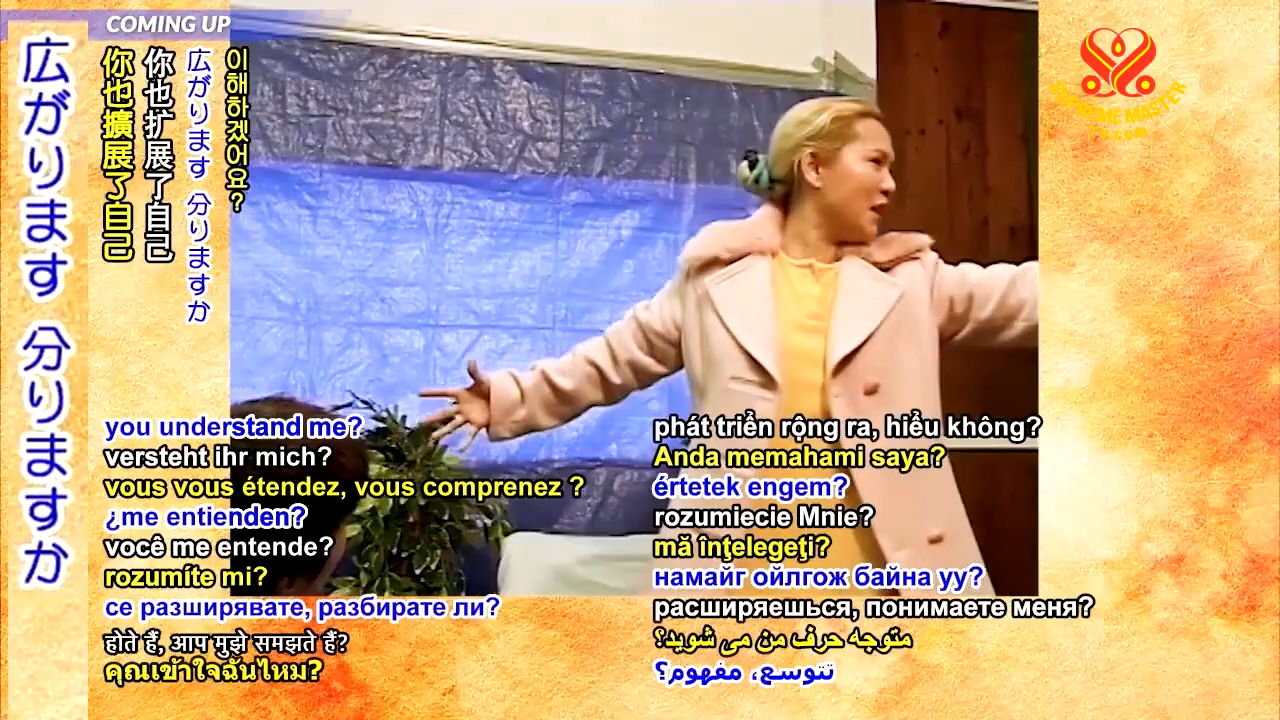 COMING UP
広がります 分りますか
你也擴展了自己
你也扩展了自己
広がります 分りますか
이해하겠어요?
SUPREME MASTER
TV.COM
you understand me?
versteht ihr mich?
vous vous étendez, vous comprenez ?
¿me entienden?
você me entende?
rozumíte mi?
се разширявате, разбирате ли?
होते हैं, आप मुझे समझते हैं?
คุณเข้าใจฉันไหม?
phát triển rộng ra, hiểu không?
Anda memahami saya?
értetek engem?
rozumiecie Mnie?
mă înţelegeţi?
намайг ойлгож байна уу?
расширяешься, понимаете меня?
متوجه حرف من می شوید؟
تتوسع، مفهوم؟